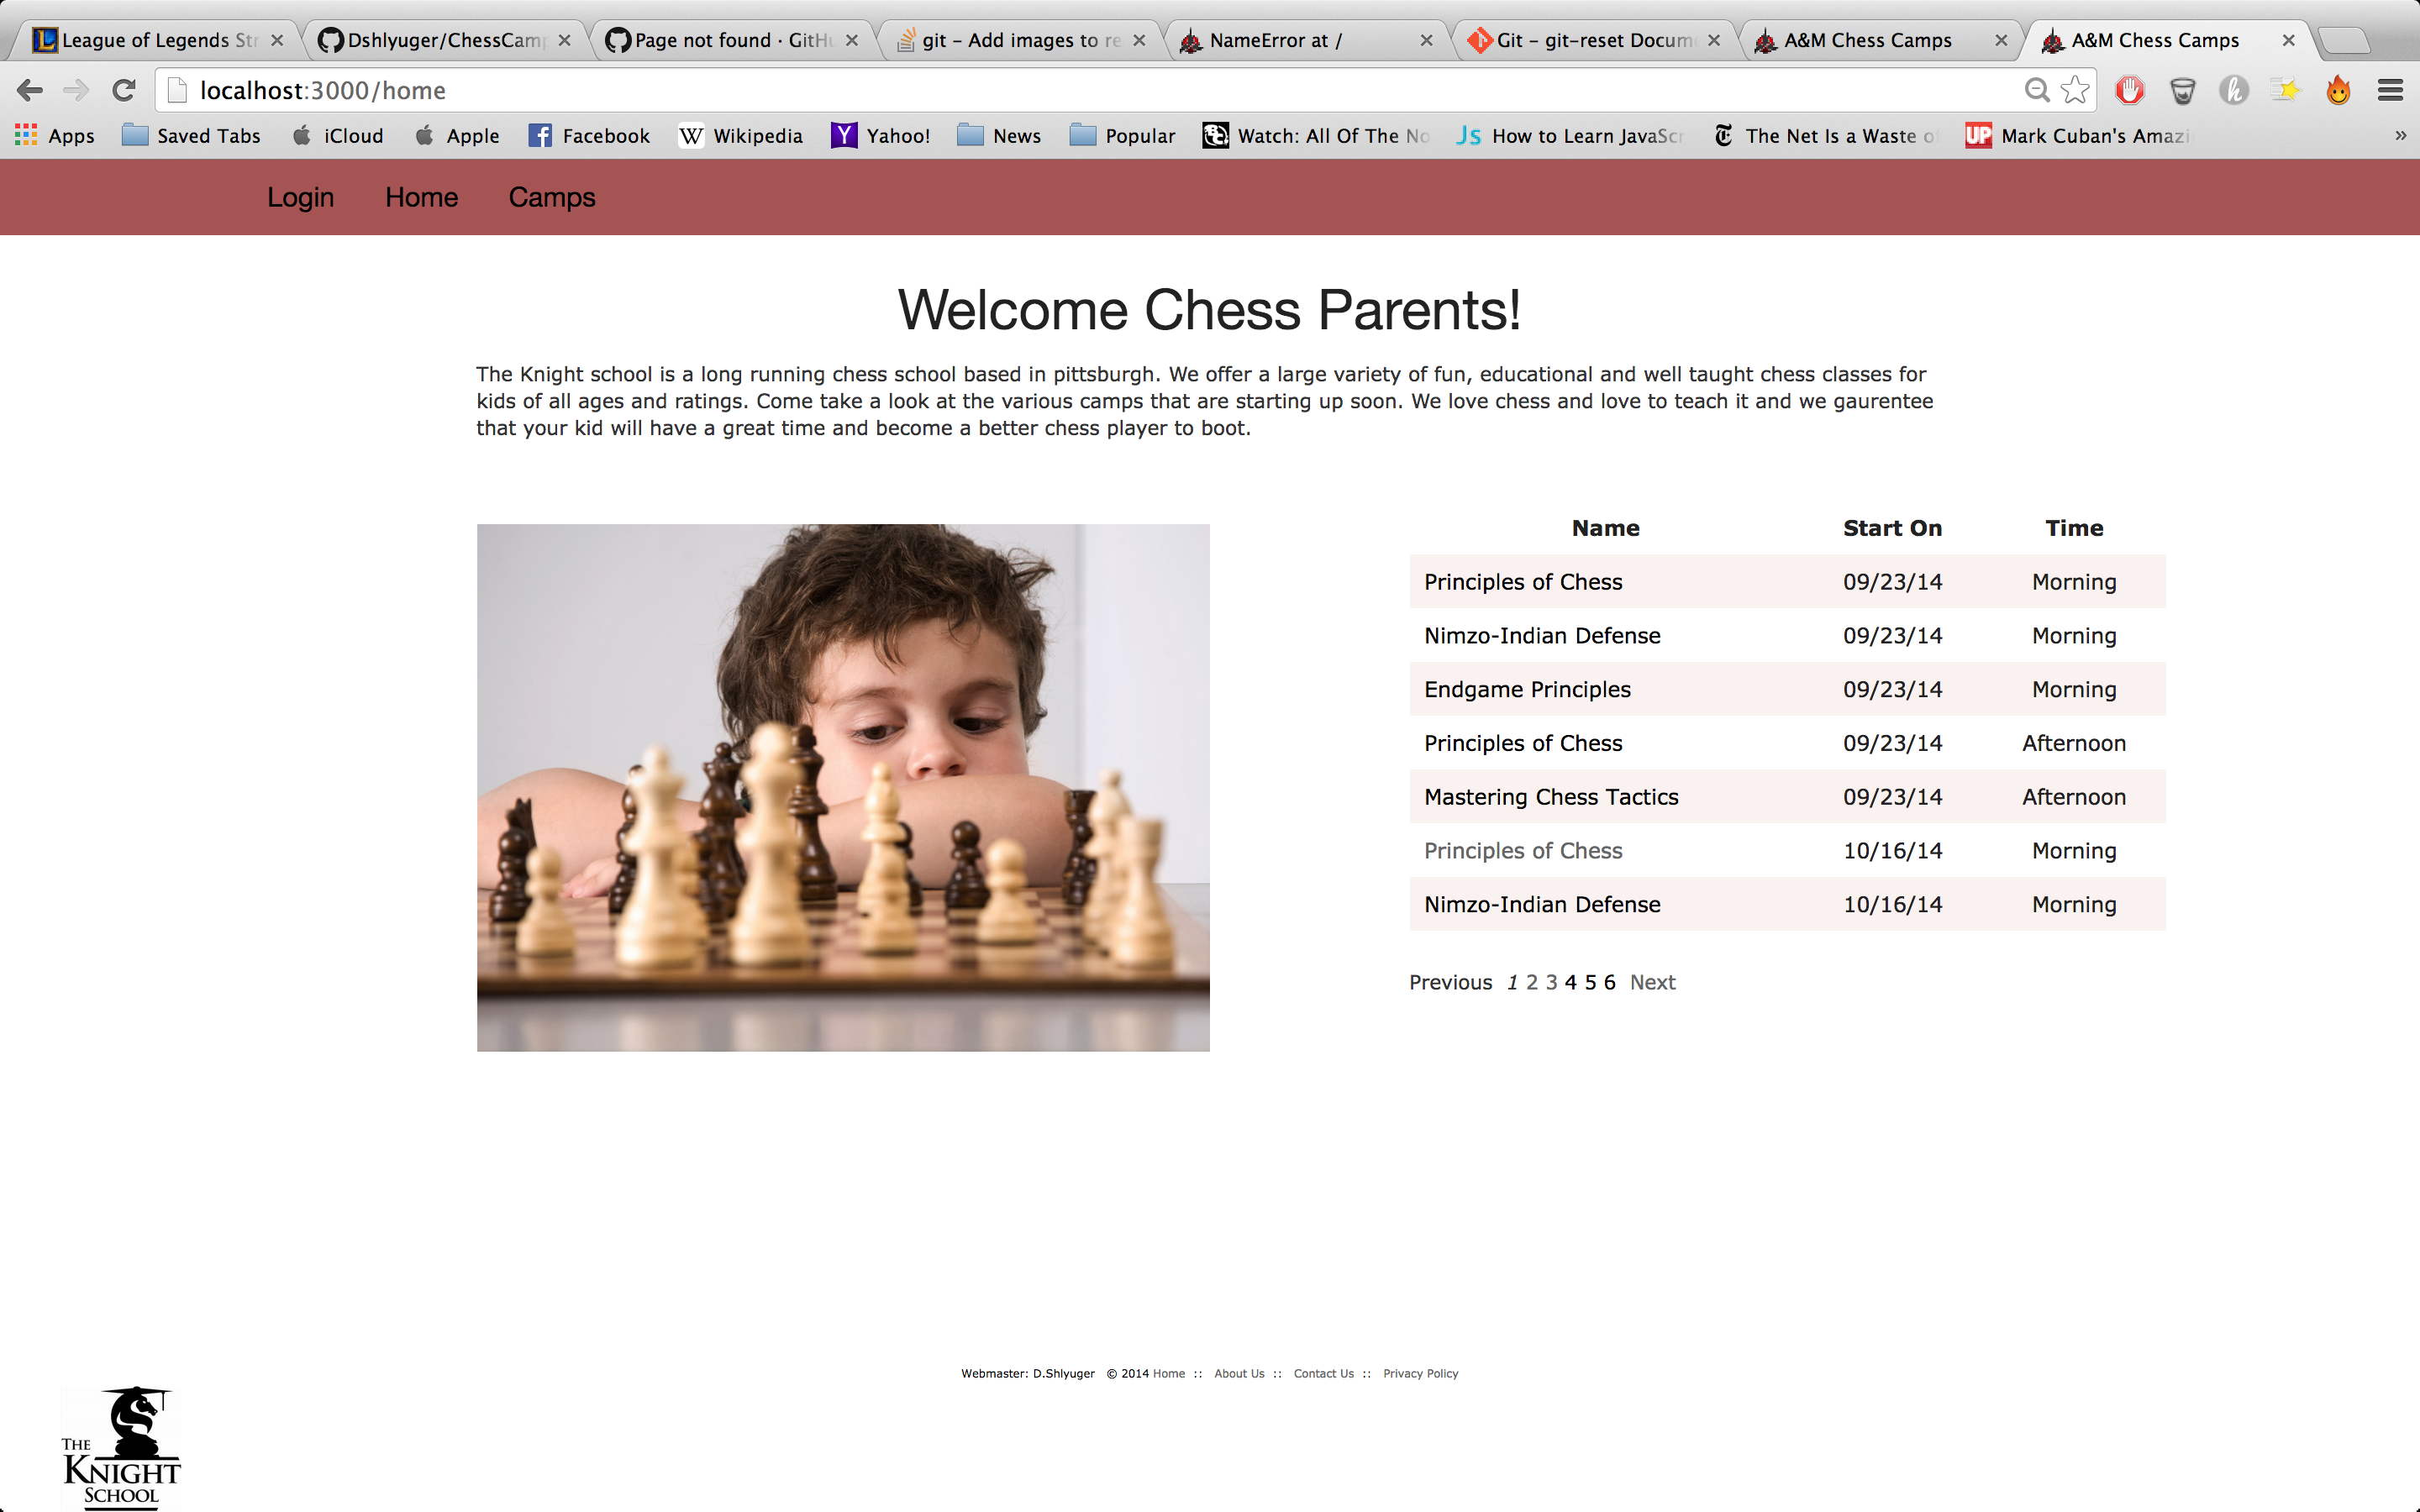 League of Legends Str
Dshlyuger/ChessCamp
Page not found · GitHu
git - Add images to re
NameError at /
Git - git-reset Docum
A&M Chess Camps
A&M Chess Camps
localhost:3000/home
Apps
Saved Tabs
iCloud
Apple
Facebook
W Wikipedia
Y Yahoo!
News
Popular
Watch: All Of The No
JS How to Learn JavaScr
The Net Is a Waste o
UP Mark Cuban's Amazi
Login Home Camps
Welcome Chess Parents!
The Knight school is a long running chess school based in pittsburgh. We offer a large variety of fun, educational and well taught chess classes for
kids of all ages and ratings. Come take a look at the various camps that are starting up soon. We love chess and love to teach it and we gaurentee
that your kid will have a great time and become a better chess player to boot.
Name Start On Time
Principles of Chess 09/23/14 Morning
Nimzo-Indian Defense 09/23/14 Morning
Endgame Principles 09/23/14 Morning
Principles of Chess 09/23/14 Afternoon
Mastering Chess Tactics 09/23/14 Afternoon
Principles of Chess 10/16/14 Morning
Nimzo-Indian Defense 10/16/14 Morning
Previous 1 2 3 4 5 6 Next
Webmaster: D.Shlyuger © 2014 Home :: About Us :: Contact Us :: Privacy Policy
THE
KNIGHT
SCHOOL